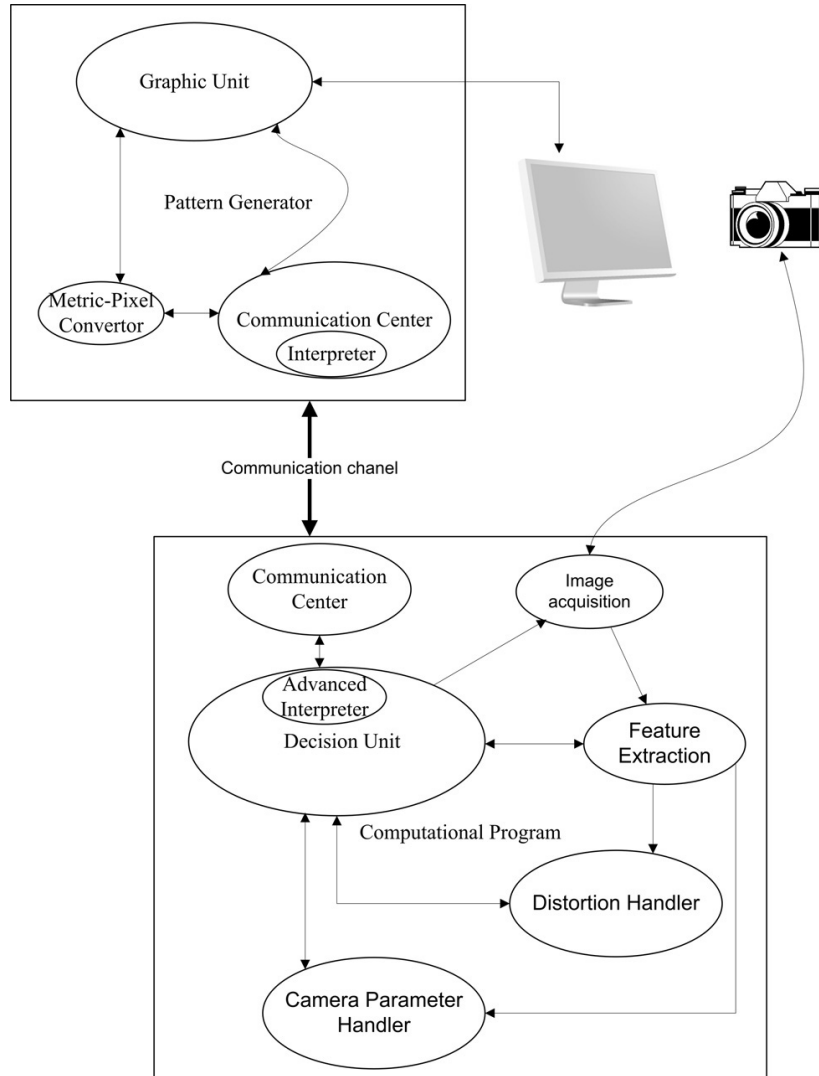 Graphic Unit
Pattern Generator
Metric-Pixel
Convertor
Communication Center
Interpreter
Communication chanel
Communication
Center
Image
acquisition
Advanced
Interpreter
Decision Unit
Feature
Extraction
Computational Program
Distortion Handler
Camera Parameter
Handler